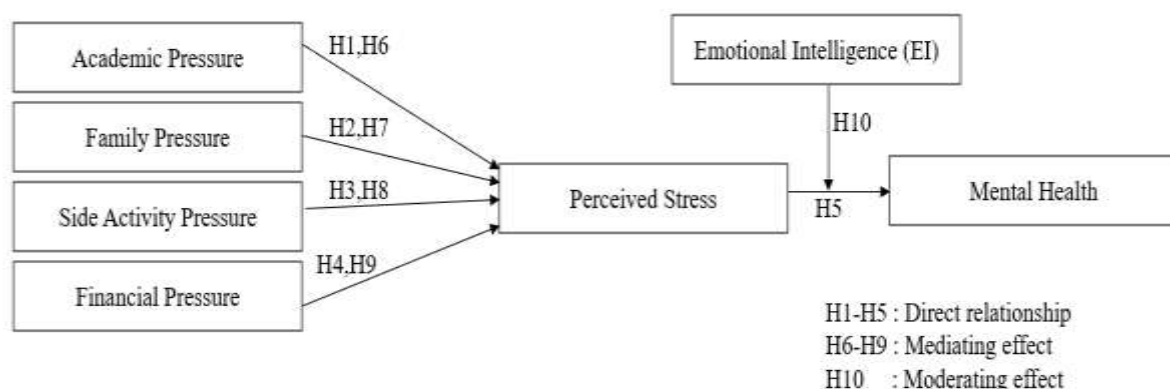 Academic Pressure
H1,H6
Family Pressure
H2,H7
Side Activity Pressure
H3,H8
Financial Pressure
H4,H9
Perceived Stress
Emotional Intelligence (EI)
H10
H5
Mental Health
H1-H5 : Direct relationship
H6-H9 : Mediating effect
H10 : Moderating effect